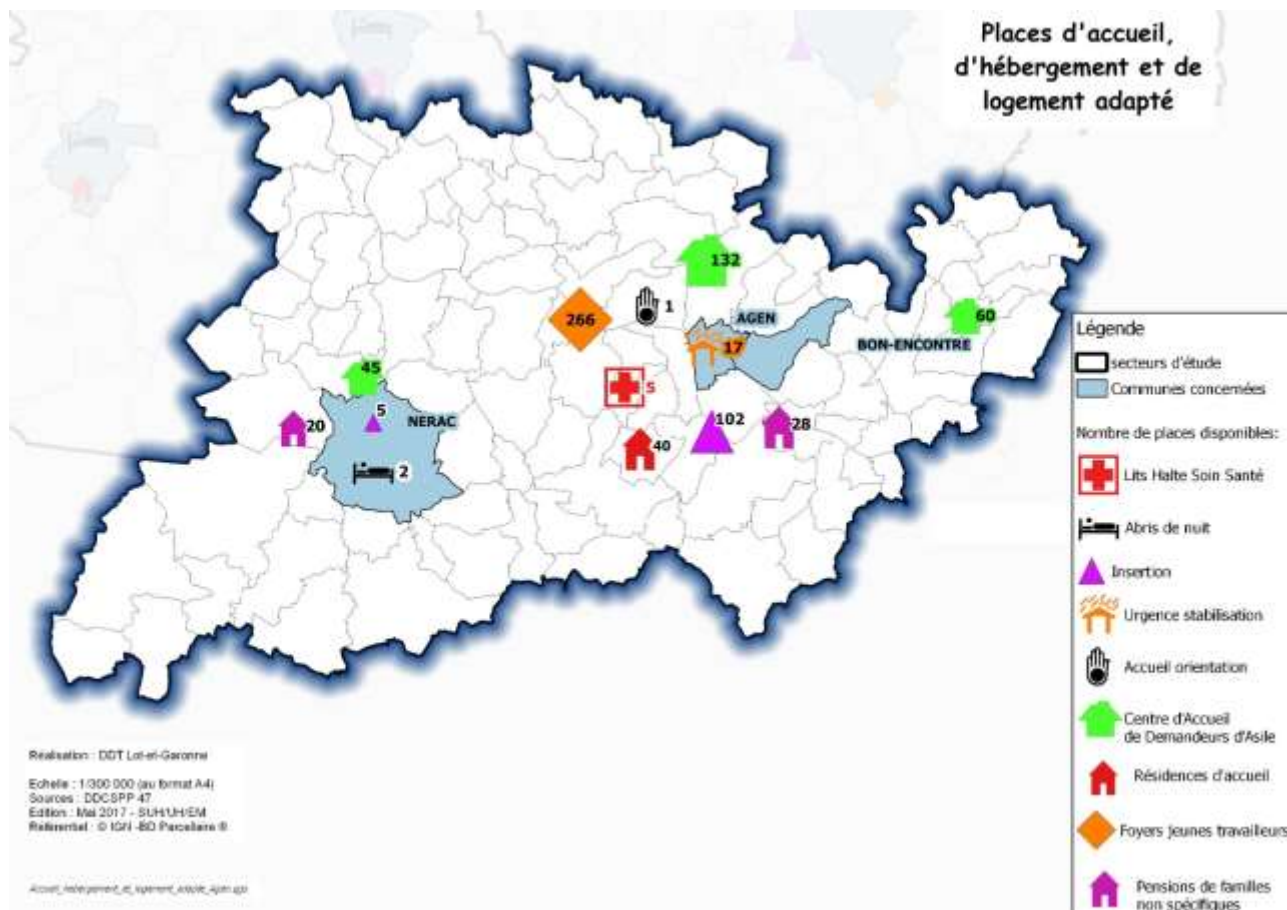 Places d'accueil,
d'hébergement et de
logement adapté
132
1
266
AGEN
17
60
BON-ENCONTRE
45
5
5
NERAC
20
102
28
40
2
Légende
secteurs d'étude
Communes concernées
Nombre de places disponibles:
Lits Halte Soin Santé
Abris de nuit
Insertion
Urgence stabilisation
Accueil orientation
Centre d'Accueil
de Demandeurs d'Asile
Résidences d'accueil
Foyers jeunes travailleurs
Pensions de familles
non spécifiques
Réalisation : DDT Lot-et-Garonne
Echelle : 1/300 000 (au format A4)
Sources : DDCSPP 47
Edition : Mai 2017 - SUH/UH/EM
Référentiel : © IGN -BD Parcellaire ®